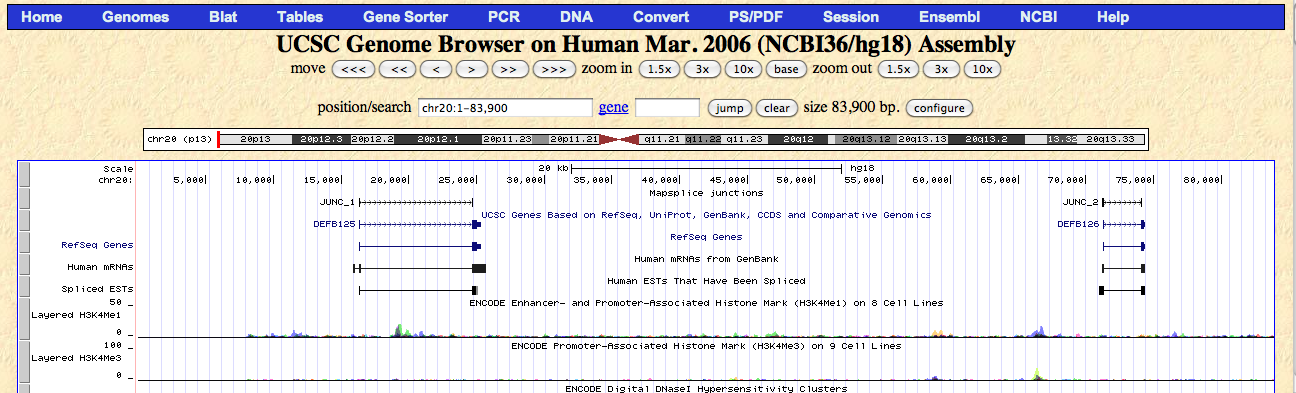 Home Genomes Blat Tables Gene Sorter PCR DNA Convert PS/PDF Session Ensembl NCBI Help
UCSC Genome Browser on Human Mar. 2006 (NCBI36/hg18) Assembly
move <<< << < > >> >>> zoom in 1.5x 3x 10x base zoom out 1.5x 3x 10x
position/search chr20:1-83,900 gene jump clear size 83,900 bp. configure
chr20 (p13) 20p13 20p12.3 20p12.2 20p12.1 20p11.23 20p11.21 q11.21 q11.22 q11.23 20q12 20q13.12 20q13.13 20q13.2 13.32 20q13.33
Scale 20 kb hg18
chr20: 5,000 10,000 15,000 20,000 25,000 30,000 35,000 40,000 45,000 50,000 55,000 60,000 65,000 70,000 75,000 80,000
Mapsplice junctions
JUNC_1 JUNC_2
UCSC Genes Based on RefSeq, UniProt, GenBank, CCDS and Comparative Genomics
DEFB125 DEFB126
RefSeq Genes
RefSeq Genes
Human mRNAs from GenBank
Human mRNAs
Human ESTs That Have Been Spliced
Spliced ESTs
ENCODE Enhancer- and Promoter-Associated Histone Mark (H3K4Me1) on 8 Cell Lines
50
Layered H3K4Me1
0
ENCODE Promoter-Associated Histone Mark (H3K4Me3) on 9 Cell Lines
100
Layered H3K4Me3
0
ENCODE Digital DNaseI Hypersensitivity Clusters